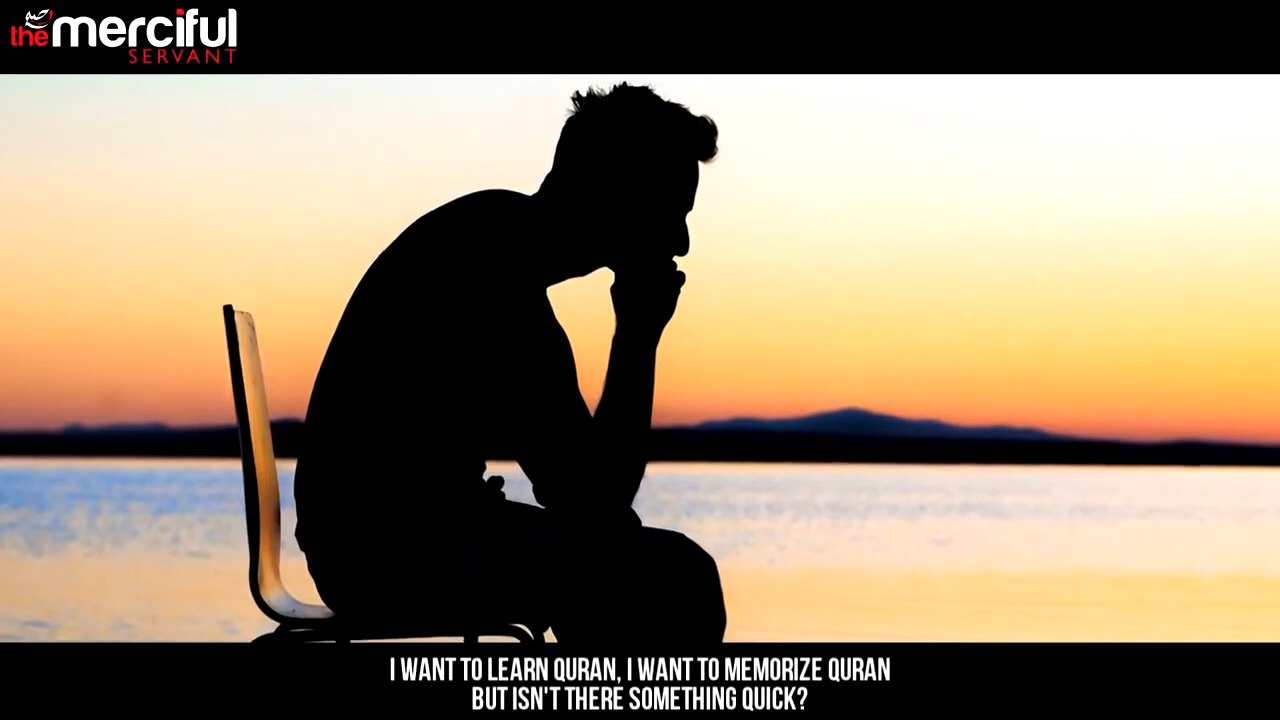 the merciful
SERVANT
I WANT TO LEARN QURAN, I WANT TO MEMORIZE QURAN
BUT ISN'T THERE SOMETHING QUICK?